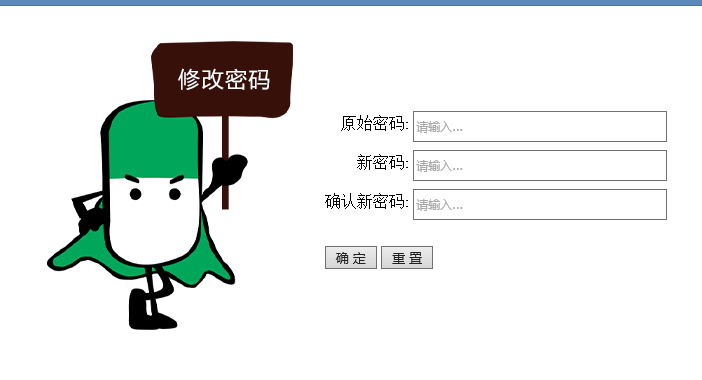 修改密码
原始密码: 请输入...
新密码: 请输入...
确认新密码: 请输入...
确 定 重 置